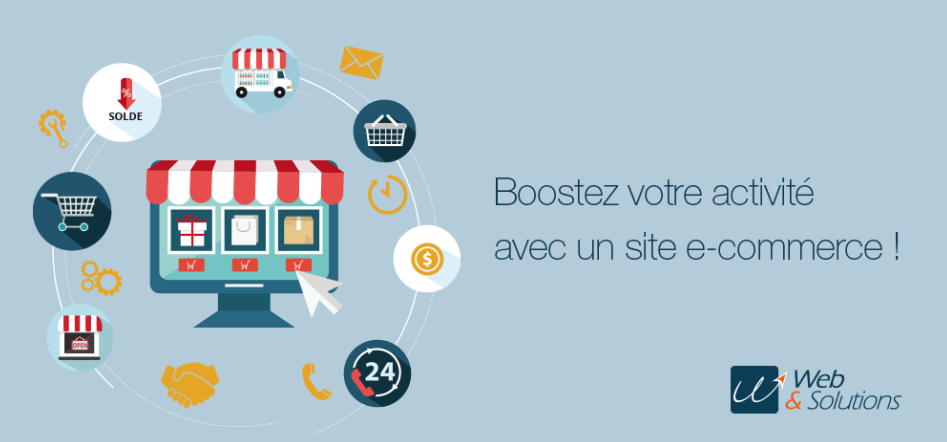 %
SOLDE
Boostez votre activité
avec un site e-commerce !
$
OPEN
24
W Web
& Solutions